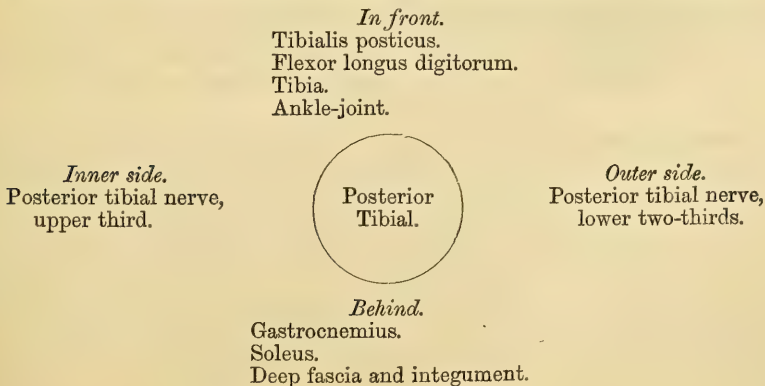 In front.
Tibialis posticus.
Flexor longus digitorum.
Tibia.
Ankle-joint.
Inner side.
Posterior tibial nerve,
upper third.
Posterior
Tibial.
Outer side.
Posterior tibial nerve,
lower two-thirds.
Behind.
Gastrocnemius.
Soleus.
Deep fascia and integument.